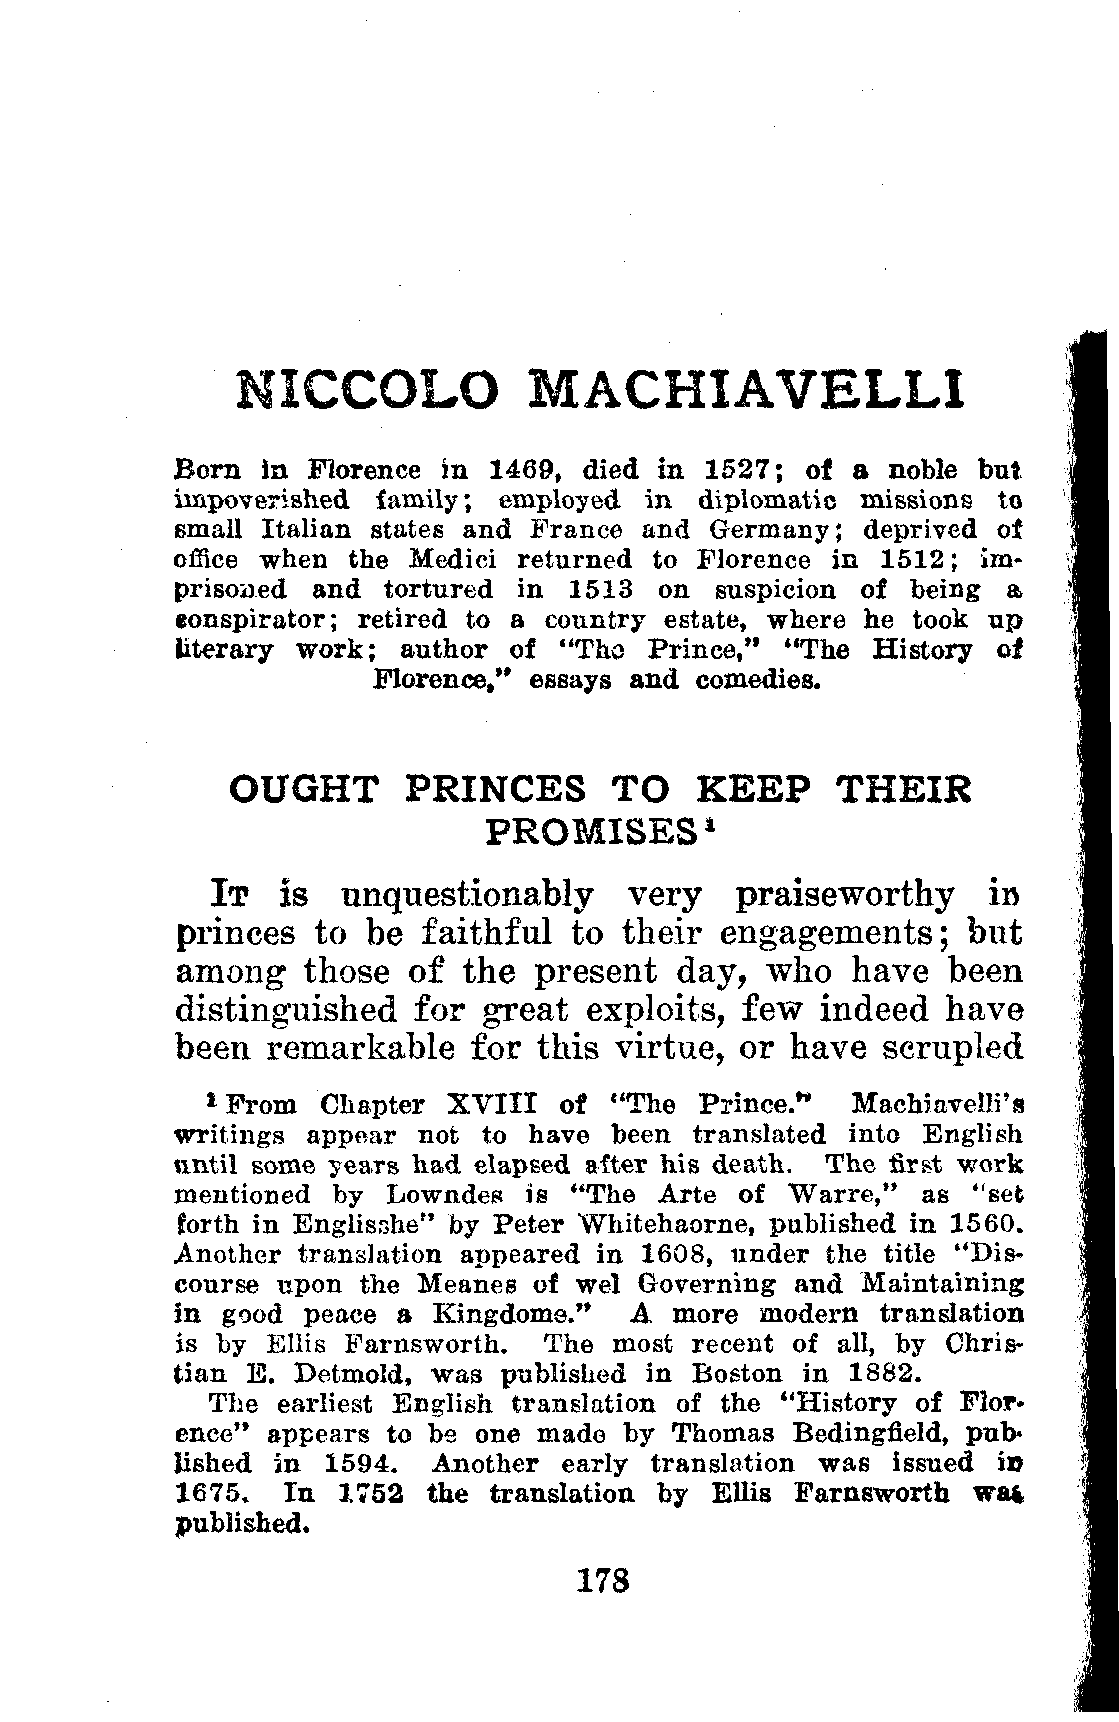 NICCOLO MACHIAVELLI
Born in Florence in 1469, died in 1527; of a noble but
impoverished family; employed in diplomatic missions to
small Italian states and France and Germany; deprived of
office when the Medici returned to Florence in 1512; im-
prisoned and tortured in 1513 on suspicion of being a
conspirator; retired to a country estate, where he took up
literary work; author of “The Prince,” “The History of
Florence,” essays and comedies.
OUGHT PRINCES TO KEEP THEIR
PROMISES¹
IT is unquestionably very praiseworthy in
princes to be faithful to their engagements; but
among those of the present day, who have been
distinguished for great exploits, few indeed have
been remarkable for this virtue, or have scrupled
¹ From Chapter XVIII of “The Prince.” Machiavelli’s
writings appear not to have been translated into English
until some years had elapsed after his death. The first work
mentioned by Lowndes is “The Arte of Warre,” as “set
forth in Englisshe” by Peter Whitehaorne, published in 1560.
Another translation appeared in 1608, under the title “Dis-
course upon the Meanes of wel Governing and Maintaining
in good peace a Kingdome.” A more modern translation
is by Ellis Farnsworth. The most recent of all, by Chris-
tian E. Detmold, was published in Boston in 1882.
The earliest English translation of the “History of Flor-
ence” appears to be one made by Thomas Bedingfield, pub-
lished in 1594. Another early translation was issued in
1675. In 1752 the translation by Ellis Farnsworth was
published.
178